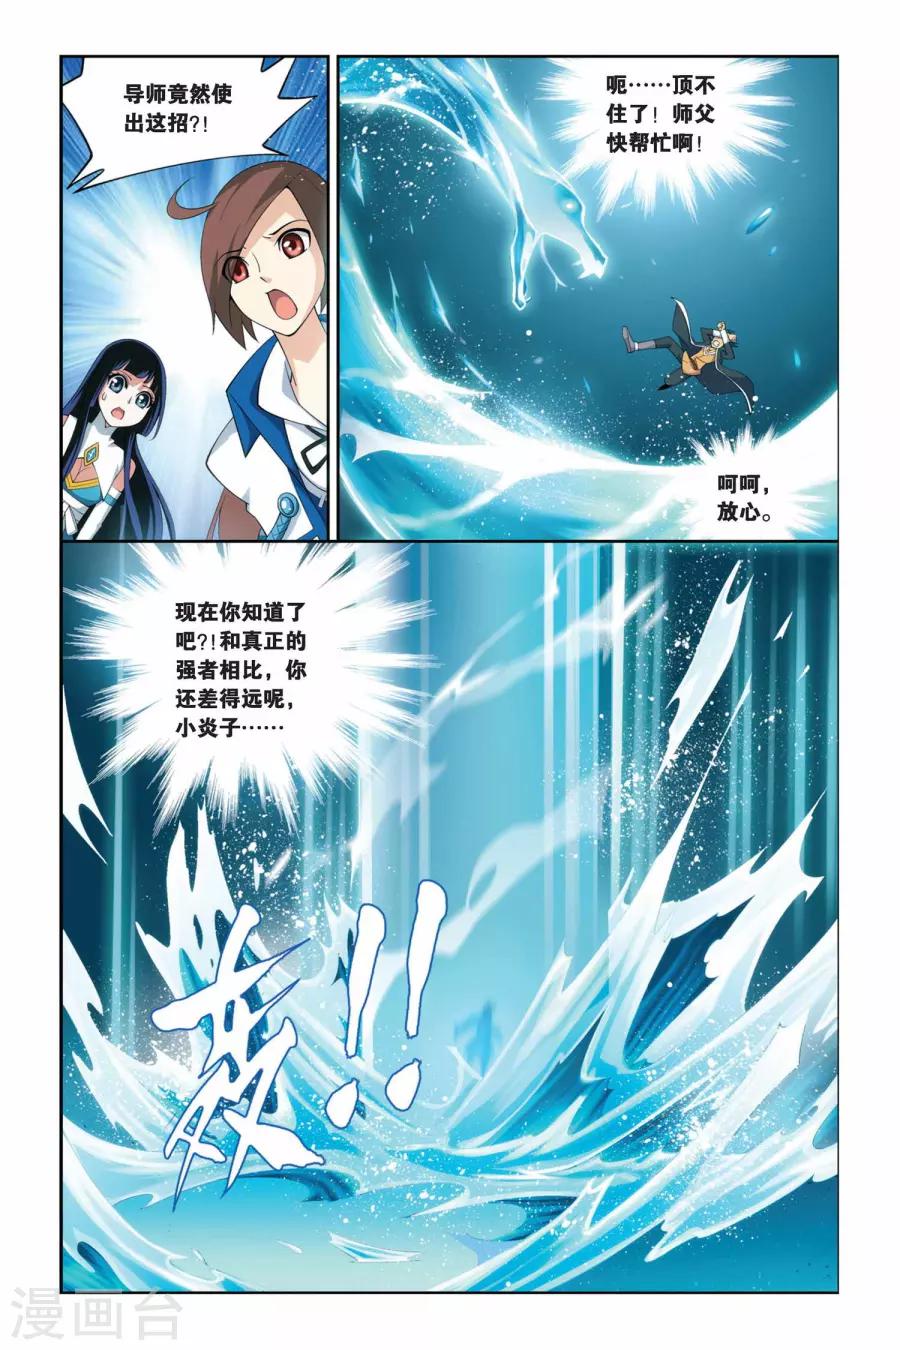 导师竟然使
出这招?!
呃……顶不
住了！师父
快帮忙啊！
呵呵，
放心。
现在你知道了
吧?!和真正的
强者相比，你
还差得远呢，
小炎子……
轰!!
漫画台